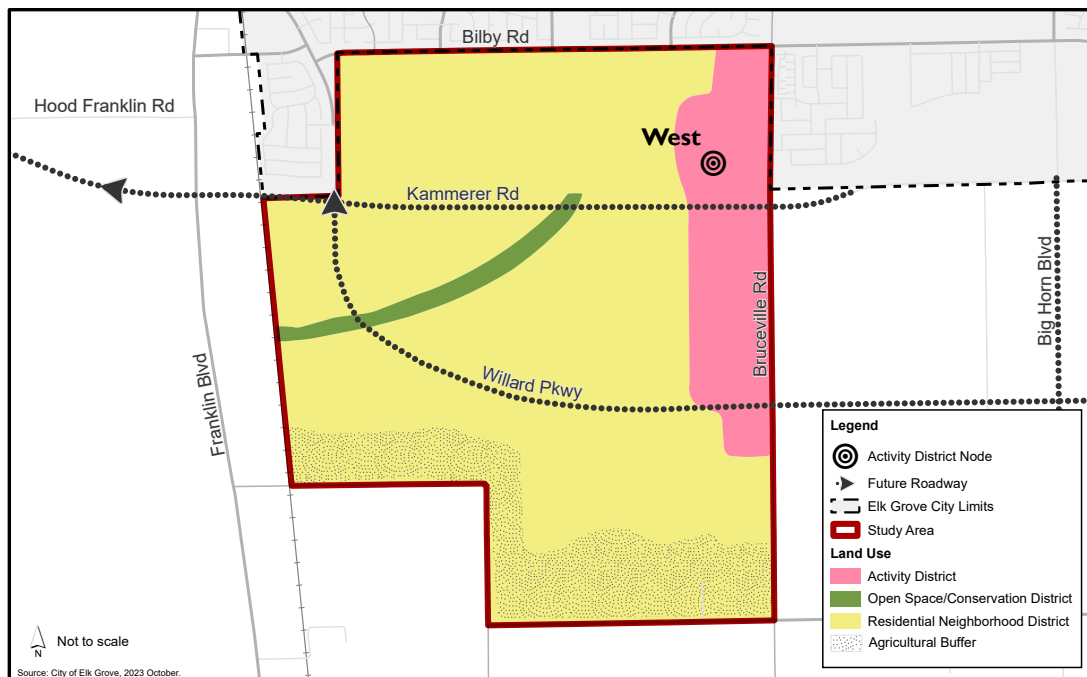 Bilby Rd
Hood Franklin Rd
West
Kammerer Rd
Bruceville Rd
Big Horn Blvd
Franklin Blvd
Willard Pkwy
Legend
Activity District Node
Future Roadway
Elk Grove City Limits
Study Area
Land Use
Activity District
Open Space/Conservation District
Residential Neighborhood District
Agricultural Buffer
N
Not to scale
Source: City of Elk Grove, 2023 October.